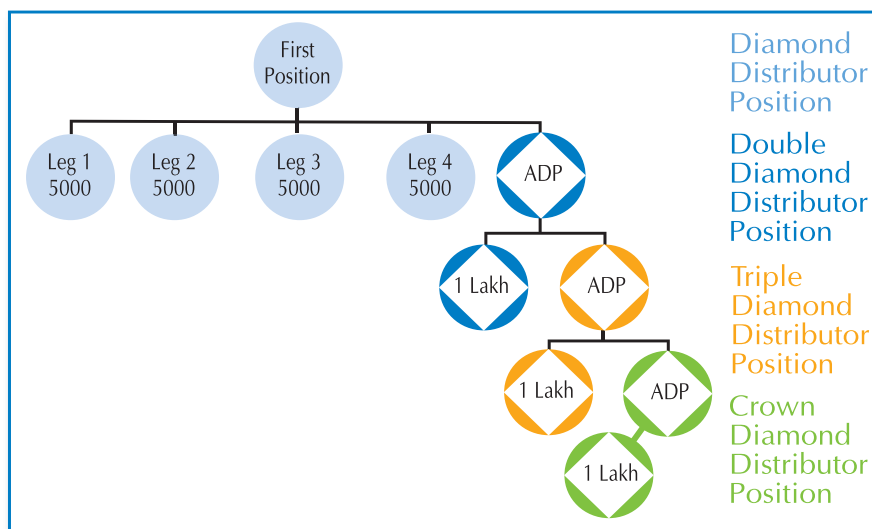 First
Position
Leg 1
5000
Leg 2
5000
Leg 3
5000
Leg 4
5000
ADP
1 Lakh
ADP
1 Lakh
ADP
1 Lakh
Diamond
Distributor
Position
Double
Diamond
Distributor
Position
Triple
Diamond
Distributor
Position
Crown
Diamond
Distributor
Position